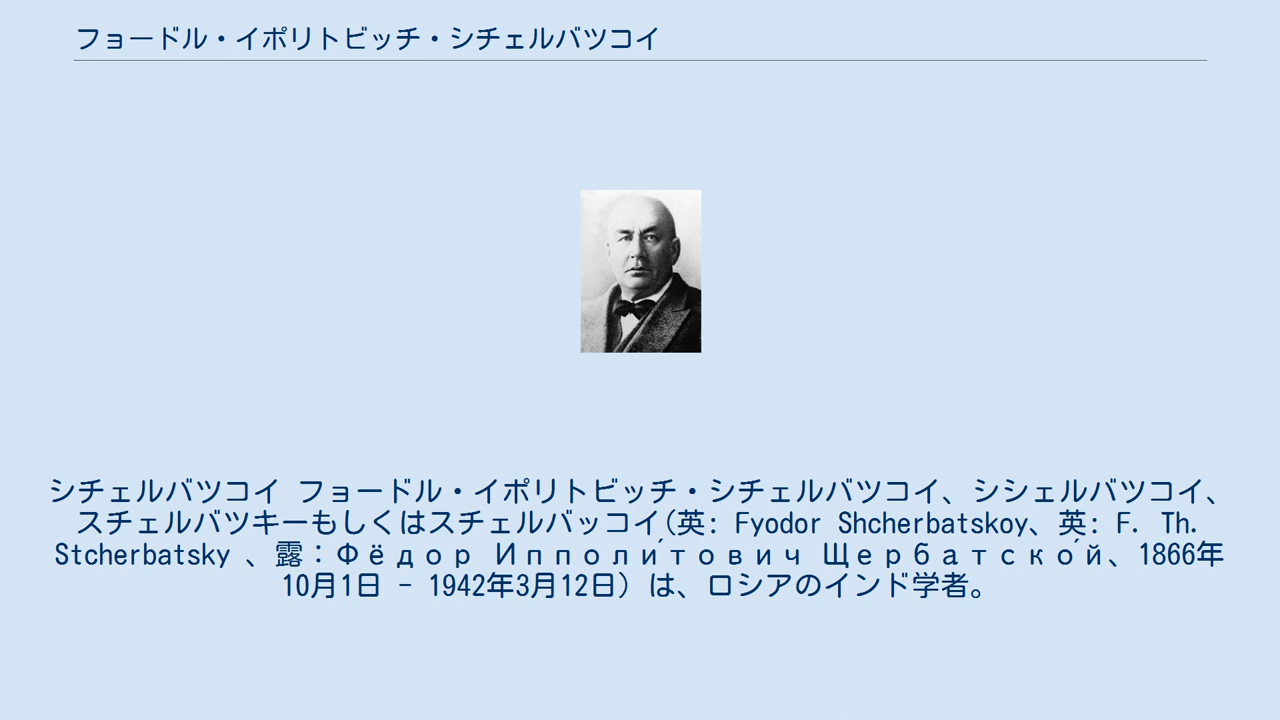 フョードル・イポリトビッチ・シチェルバツコイ
シチェルバツコイ フョードル・イポリトビッチ・シチェルバツコイ、シシェルバツコイ、
スチェルバツキーもしくはスチェルバッコイ(英: Fyodor Shcherbatskoy、英: F. Th.
Stcherbatsky 、露：Фёдор Ипполи́тович Щербатско́й、1866年
10月1日 － 1942年3月12日）は、ロシアのインド学者。